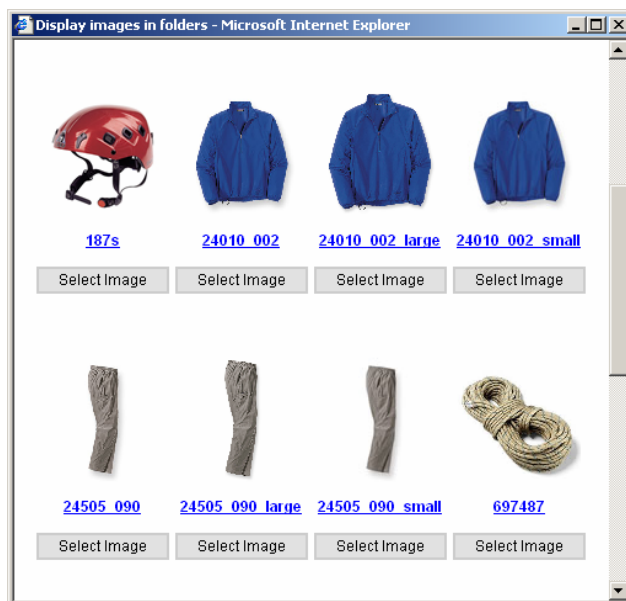 Display images in folders - Microsoft Internet Explorer
187s 24010_002 24010_002_large 24010_002_small
Select Image Select Image Select Image Select Image
24505_090 24505_090_large 24505_090_small 697487
Select Image Select Image Select Image Select Image